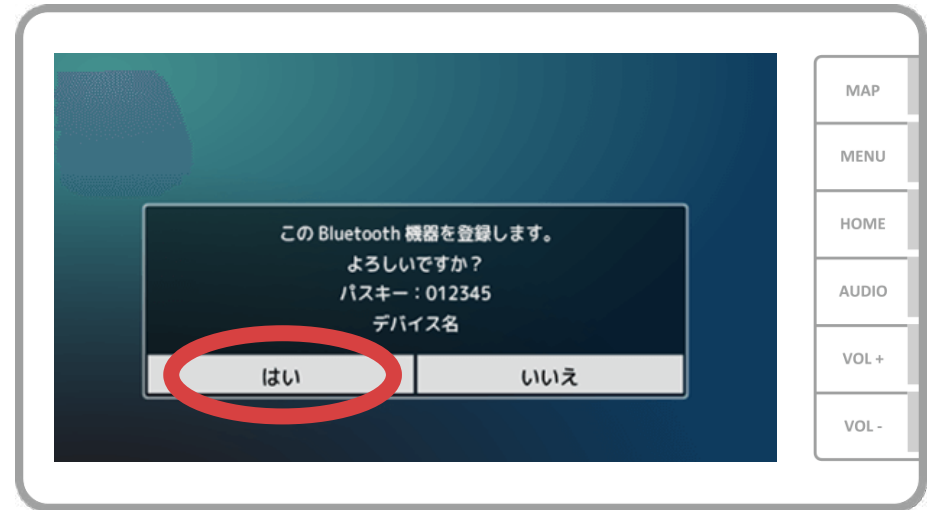 この Bluetooth 機器を登録します。
よろしいですか？
パスキー：012345
デバイス名
はい
いいえ
MAP
MENU
HOME
AUDIO
VOL +
VOL -